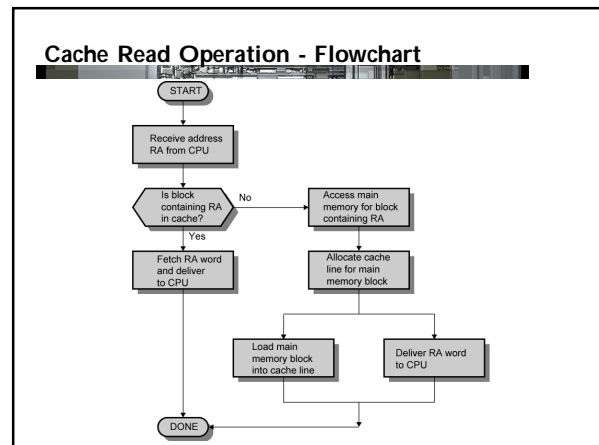 Cache Read Operation - Flowchart
START
Receive address
RA from CPU
Is block
containing RA
in cache?
No
Access main
memory for block
containing RA
Yes
Fetch RA word
and deliver
to CPU
Allocate cache
line for main
memory block
Load main
memory block
into cache line
Deliver RA word
to CPU
DONE